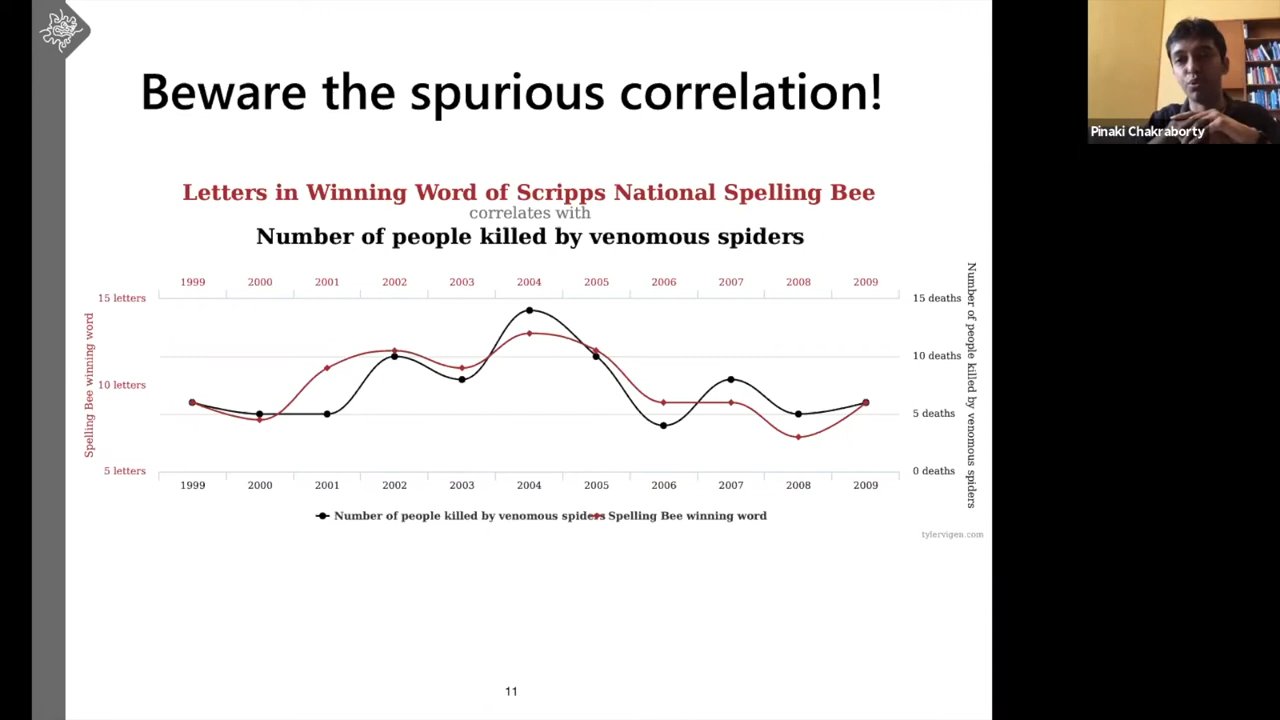 Beware the spurious correlation!
Pinaki Chakraborty
Letters in Winning Word of Scripps National Spelling Bee
correlates with
Number of people killed by venomous spiders
1999 2000 2001 2002 2003 2004 2005 2006 2007 2008 2009
15 letters
10 letters
5 letters
Spelling Bee winning word
15 deaths
10 deaths
5 deaths
0 deaths
Number of people killed by venomous spiders
1999 2000 2001 2002 2003 2004 2005 2006 2007 2008 2009
Number of people killed by venomous spiders Spelling Bee winning word
tylervigen.com
11